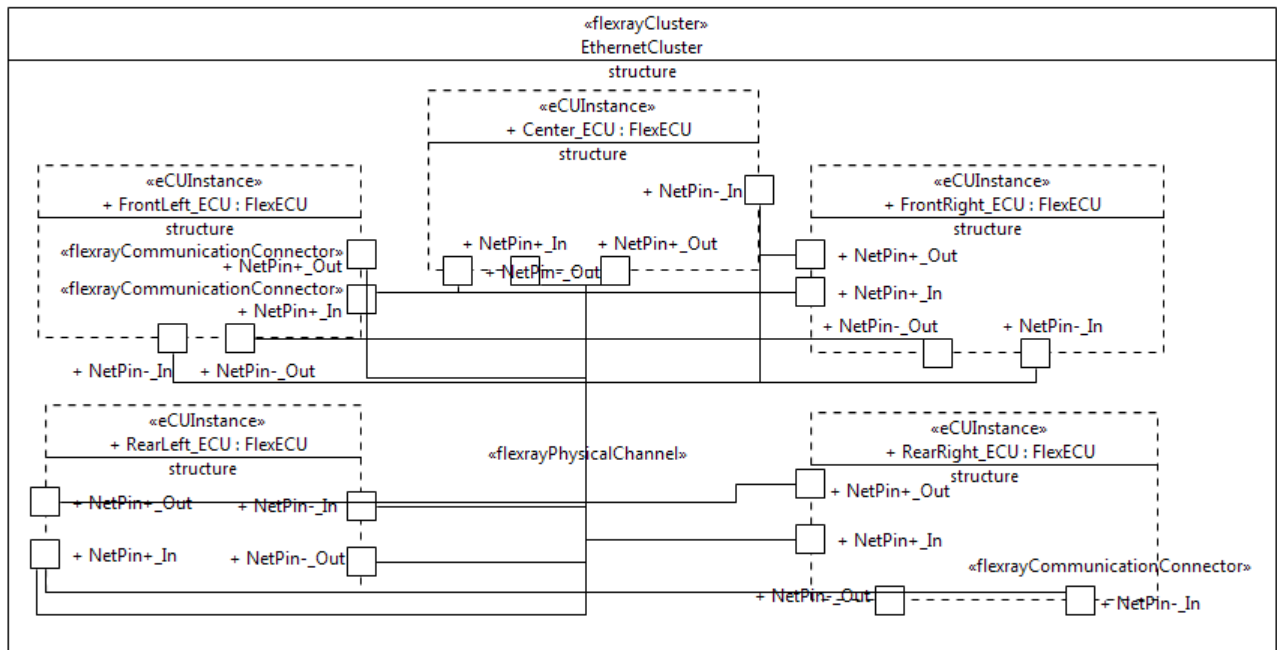 «flexrayCluster»
EthernetCluster
structure
«eCUInstance»
+ Center_ECU : FlexECU
structure
+ NetPin-_In
+ NetPin+_In
+ NetPin+_Out
+ NetPin-_Out
«eCUInstance»
+ FrontLeft_ECU : FlexECU
structure
«flexrayCommunicationConnector»
+ NetPin+_Out
«flexrayCommunicationConnector»
+ NetPin+_In
+ NetPin-_In
+ NetPin-_Out
«eCUInstance»
+ FrontRight_ECU : FlexECU
structure
+ NetPin+_Out
+ NetPin+_In
+ NetPin-_Out
+ NetPin-_In
«eCUInstance»
+ RearLeft_ECU : FlexECU
structure
+ NetPin+_Out
+ NetPin-_In
+ NetPin+_In
+ NetPin-_Out
«flexrayPhysicalChannel»
«eCUInstance»
+ RearRight_ECU : FlexECU
structure
+ NetPin+_Out
+ NetPin+_In
«flexrayCommunicationConnector»
+ NetPin-_Out
+ NetPin-_In